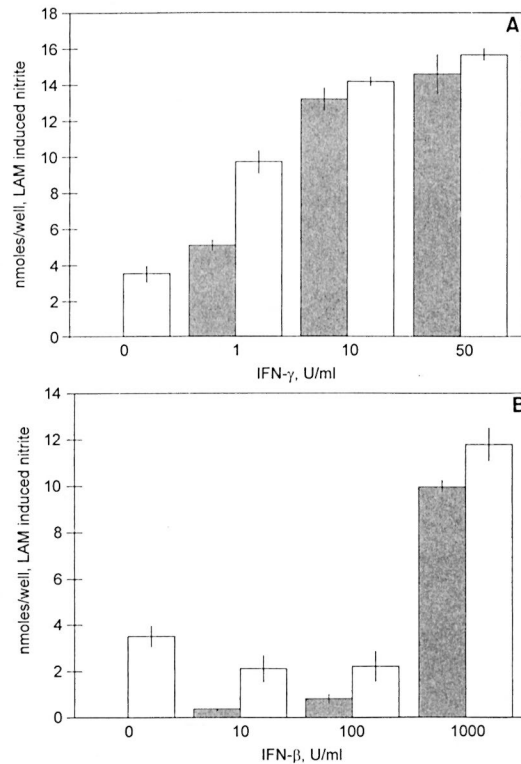 A
nmoles/well, LAM induced nitrite
18
16
14
12
10
8
6
4
2
0
0 1 10 50
IFN-γ, U/ml
B
nmoles/well, LAM induced nitrite
14
12
10
8
6
4
2
0
0 10 100 1000
IFN-β, U/ml